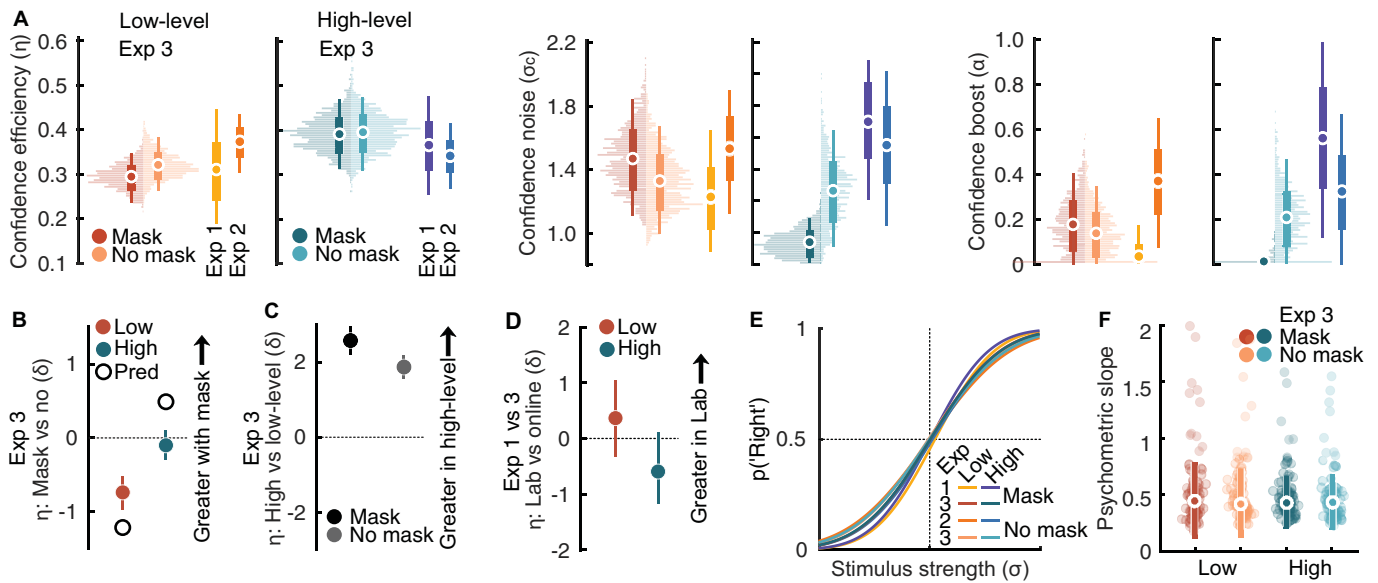 A
Low-level
Exp 3
High-level
Exp 3
Confidence efficiency (η)
0.6
0.5
0.4
0.3
0.2
0.1
Mask
No mask
Exp 1
Exp 2
Mask
No mask
Exp 1
Exp 2
Confidence noise (σc)
2.2
1.8
1.4
1.0
Confidence boost (α)
1.0
0.8
0.6
0.4
0.2
0
B
Exp 3
η: Mask vs no (δ)
1
0
-1
Low
High
Pred
Greater with mask
C
Exp 3
η: High vs low-level (δ)
2
0
-2
Mask
No mask
Greater in high-level
D
Exp 1 vs 3
η: Lab vs online (δ)
2
1
0
-1
-2
Low
High
Greater in Lab
E
p('Right')
1
0.5
0
Stimulus strength (σ)
Exp
Low
High
1
3
Mask
2
3
No mask
F
Psychometric slope
2
1.5
1
0.5
0
Exp 3
Mask
No mask
Low
High